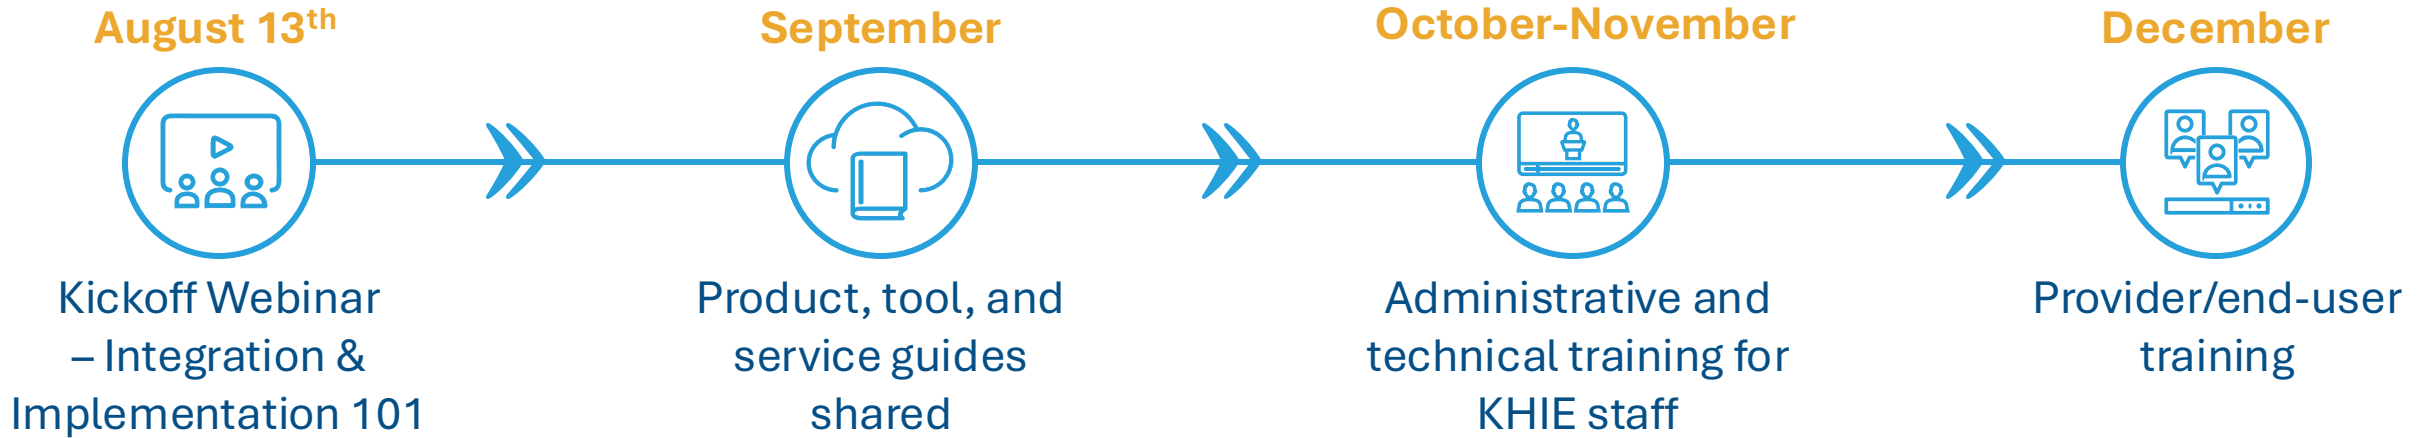 August 13th
Kickoff Webinar
– Integration &
Implementation 101
September
Product, tool, and
service guides
shared
October-November
Administrative and
technical training for
KHIE staff
December
Provider/end-user
training